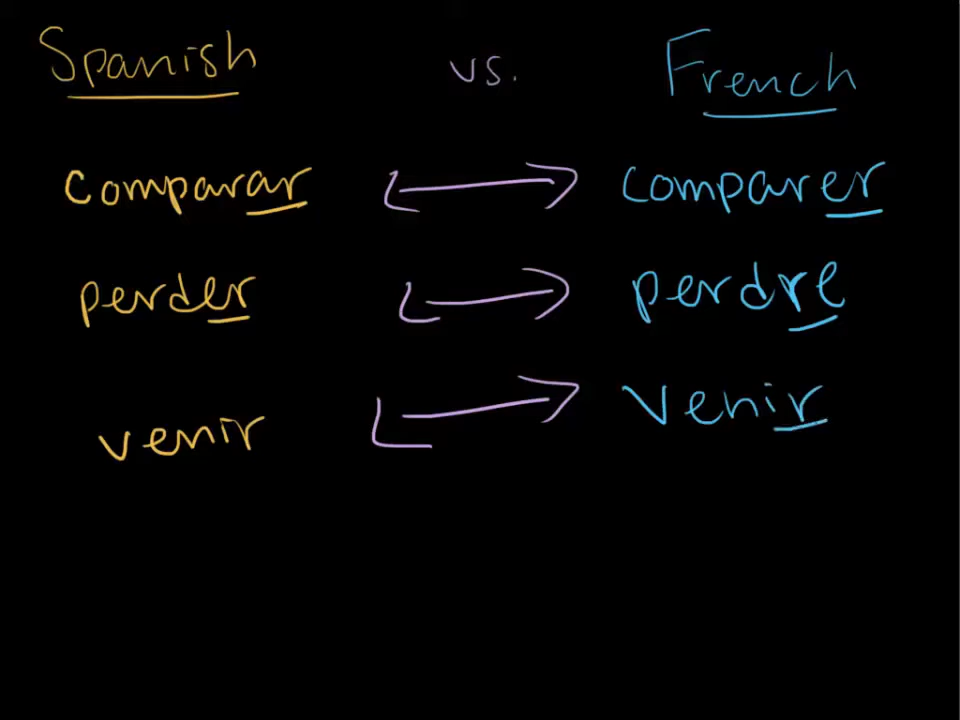 Spanish vs. French
comparar comparer
perder perdre
venir venir